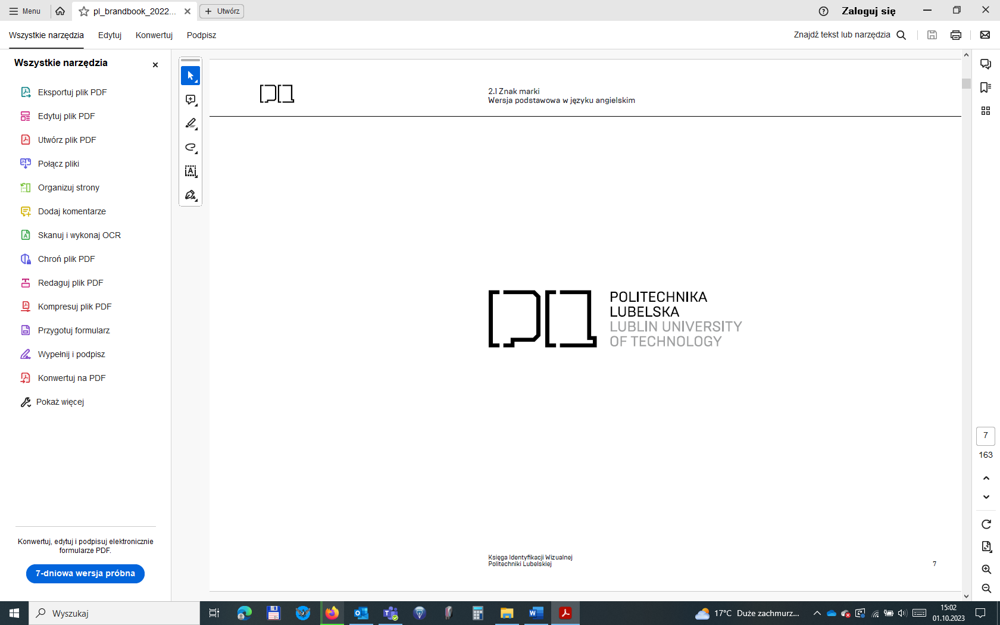 Menu
pl_brandbook_2022...
Utwórz
Zaloguj się
Wszystkie narzędzia
Edytuj
Konwertuj
Podpisz
Znajdź tekst lub narzędzia
Wszystkie narzędzia
Eksportuj plik PDF
Edytuj plik PDF
Utwórz plik PDF
Połącz pliki
Organizuj strony
Dodaj komentarze
Skanuj i wykonaj OCR
Chroń plik PDF
Redaguj plik PDF
Kompresuj plik PDF
Przygotuj formularz
Wypełnij i podpisz
Konwertuj na PDF
Pokaż więcej
Konwertuj, edytuj i podpisuj elektronicznie
formularze PDF.
7-dniowa wersja próbna
2.1 Znak marki
Wersja podstawowa w języku angielskim
POLITECHNIKA
LUBELSKA
LUBLIN UNIVERSITY
OF TECHNOLOGY
Księga Identyfikacji Wizualnej
Politechniki Lubelskiej
7
7
163
Wyszukaj
17°C Duże zachmurz...
15:02
01.10.2023